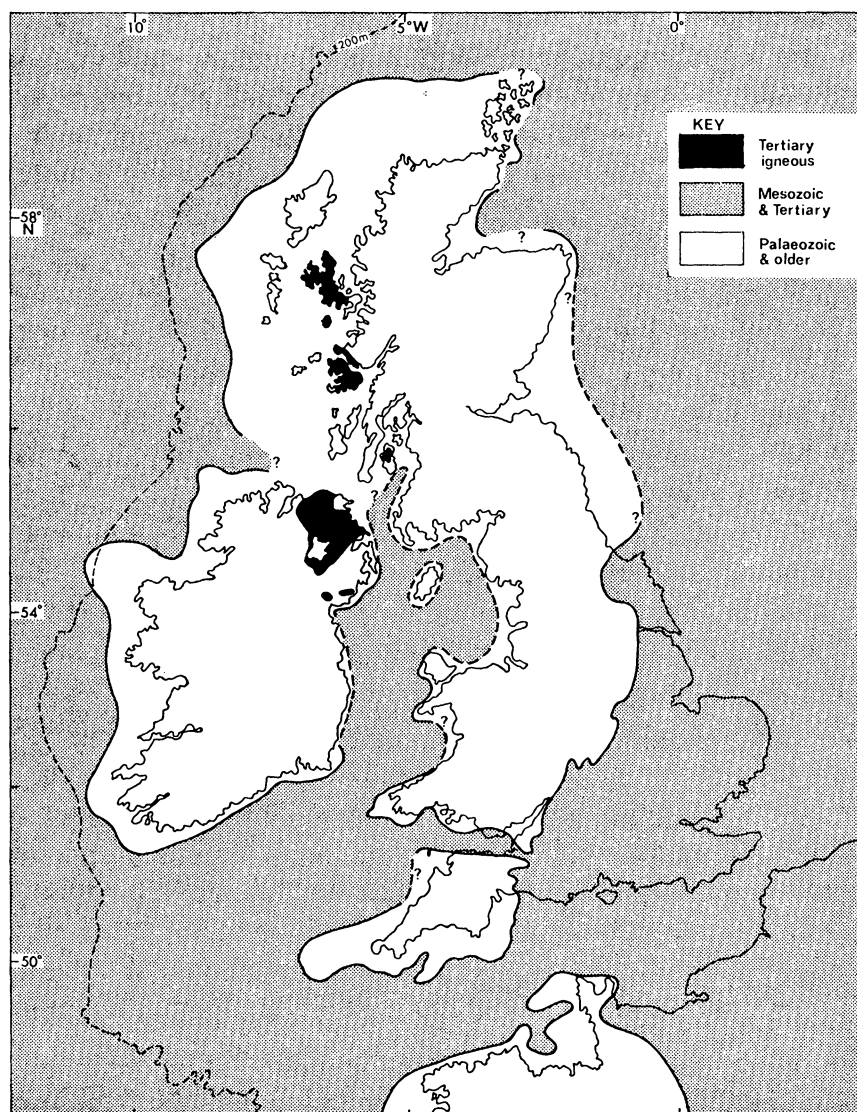 10°
5°W
0°
200m
?
KEY
Tertiary
igneous
Mesozoic
& Tertiary
Palaeozoic
& older
58°
N
?
?
?
?
?
54°
?
?
50°